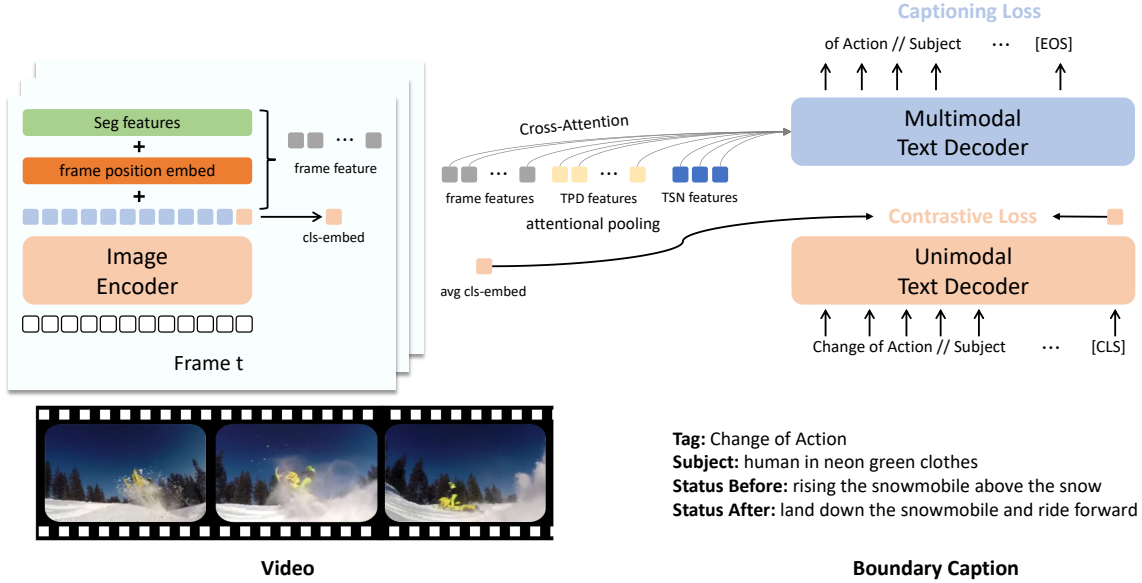 Captioning Loss
of Action // Subject ... [EOS]
Multimodal
Text Decoder
Seg features
+
frame position embed
+
... 
frame feature
cls-embed
Image
Encoder
Frame t
Cross-Attention
... ...
frame features TPD features TSN features
attentional pooling
avg cls-embed
Contrastive Loss
Unimodal
Text Decoder
Change of Action // Subject ... [CLS]
Tag: Change of Action
Subject: human in neon green clothes
Status Before: rising the snowmobile above the snow
Status After: land down the snowmobile and ride forward
Video
Boundary Caption